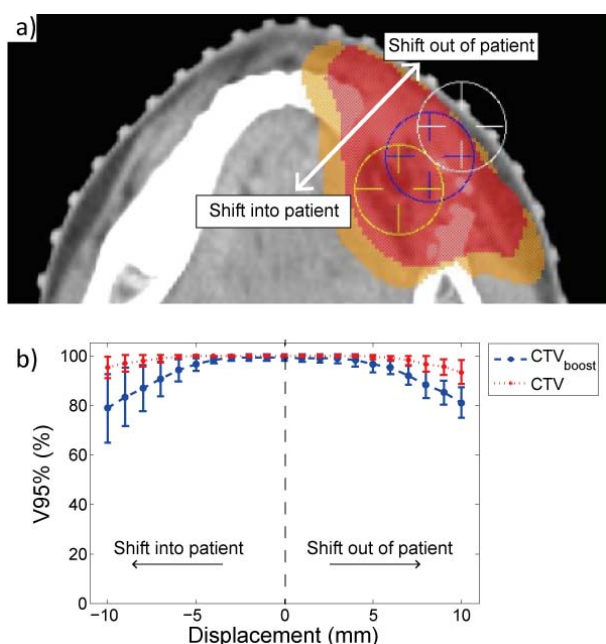 a)
Shift out of patient
Shift into patient
b)
100
80
60
40
20
0
V95% (%)
Shift into patient
Shift out of patient
−10
−5
0
5
10
Displacement (mm)
CTVboost
CTV